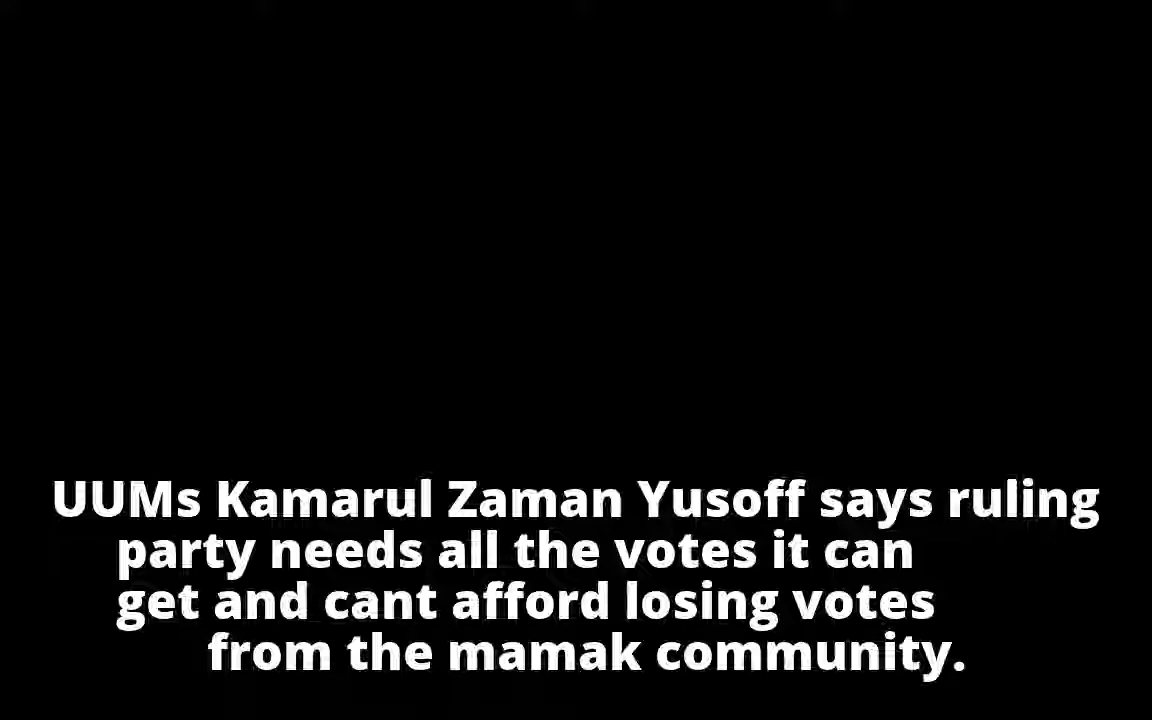 UUMs Kamarul Zaman Yusoff says ruling
party needs all the votes it can
get and cant afford losing votes
from the mamak community.